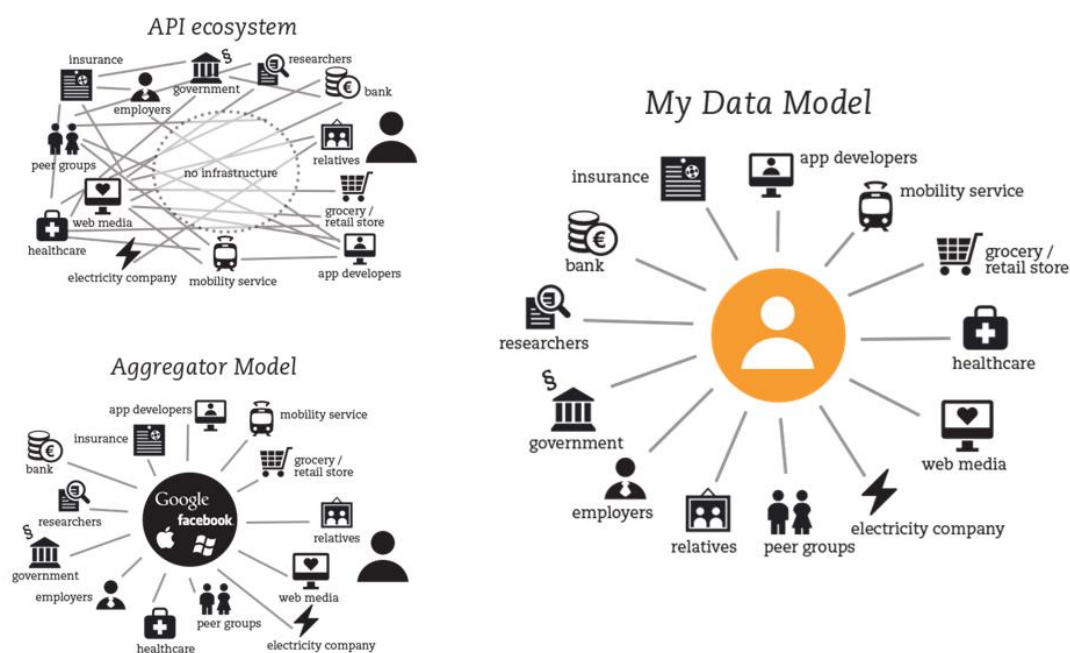 API ecosystem
insurance
§
government
researchers
employers
bank
peer groups
relatives
no infrastructure
web media
grocery /
retail store
healthcare
electricity company
mobility service
app developers
Aggregator Model
app developers
mobility service
insurance
bank
grocery /
retail store
researchers
Google
facebook
relatives
§
government
employers
web media
peer groups
healthcare
electricity company
My Data Model
app developers
insurance
mobility service
€
bank
grocery /
retail store
researchers
healthcare
§
government
web media
employers
relatives
peer groups
electricity company